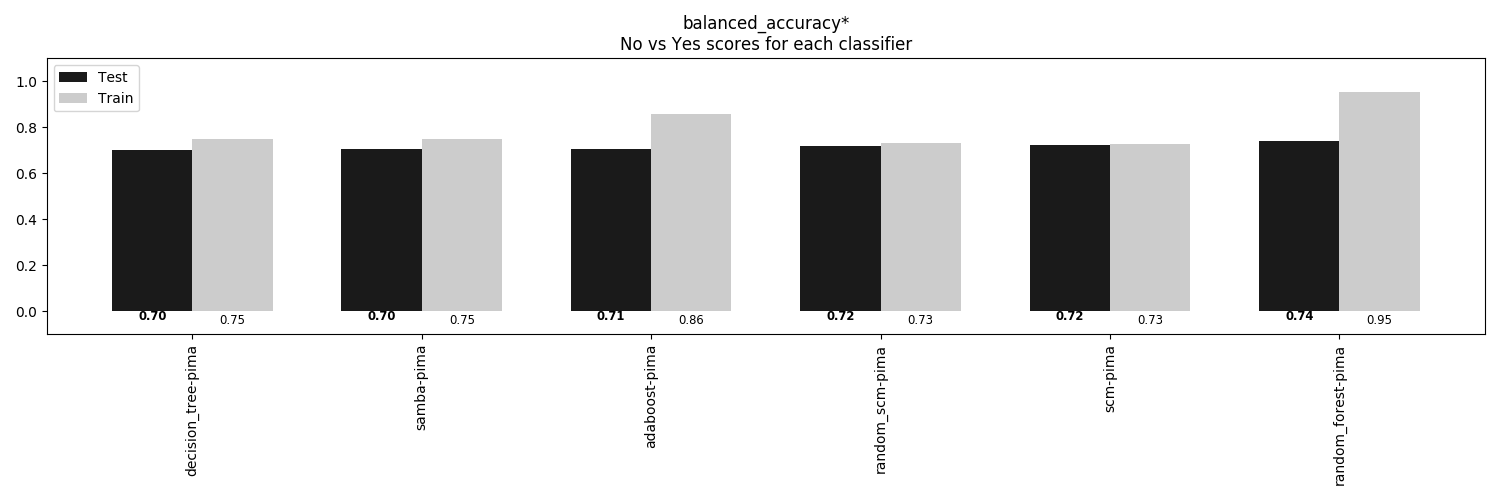 balanced_accuracy*
No vs Yes scores for each classifier
Test
Train
1.0
0.8
0.6
0.4
0.2
0.0
0.70
0.75
0.70
0.75
0.71
0.86
0.72
0.73
0.72
0.73
0.74
0.95
decision_tree-pima
samba-pima
adaboost-pima
random_scm-pima
scm-pima
random_forest-pima